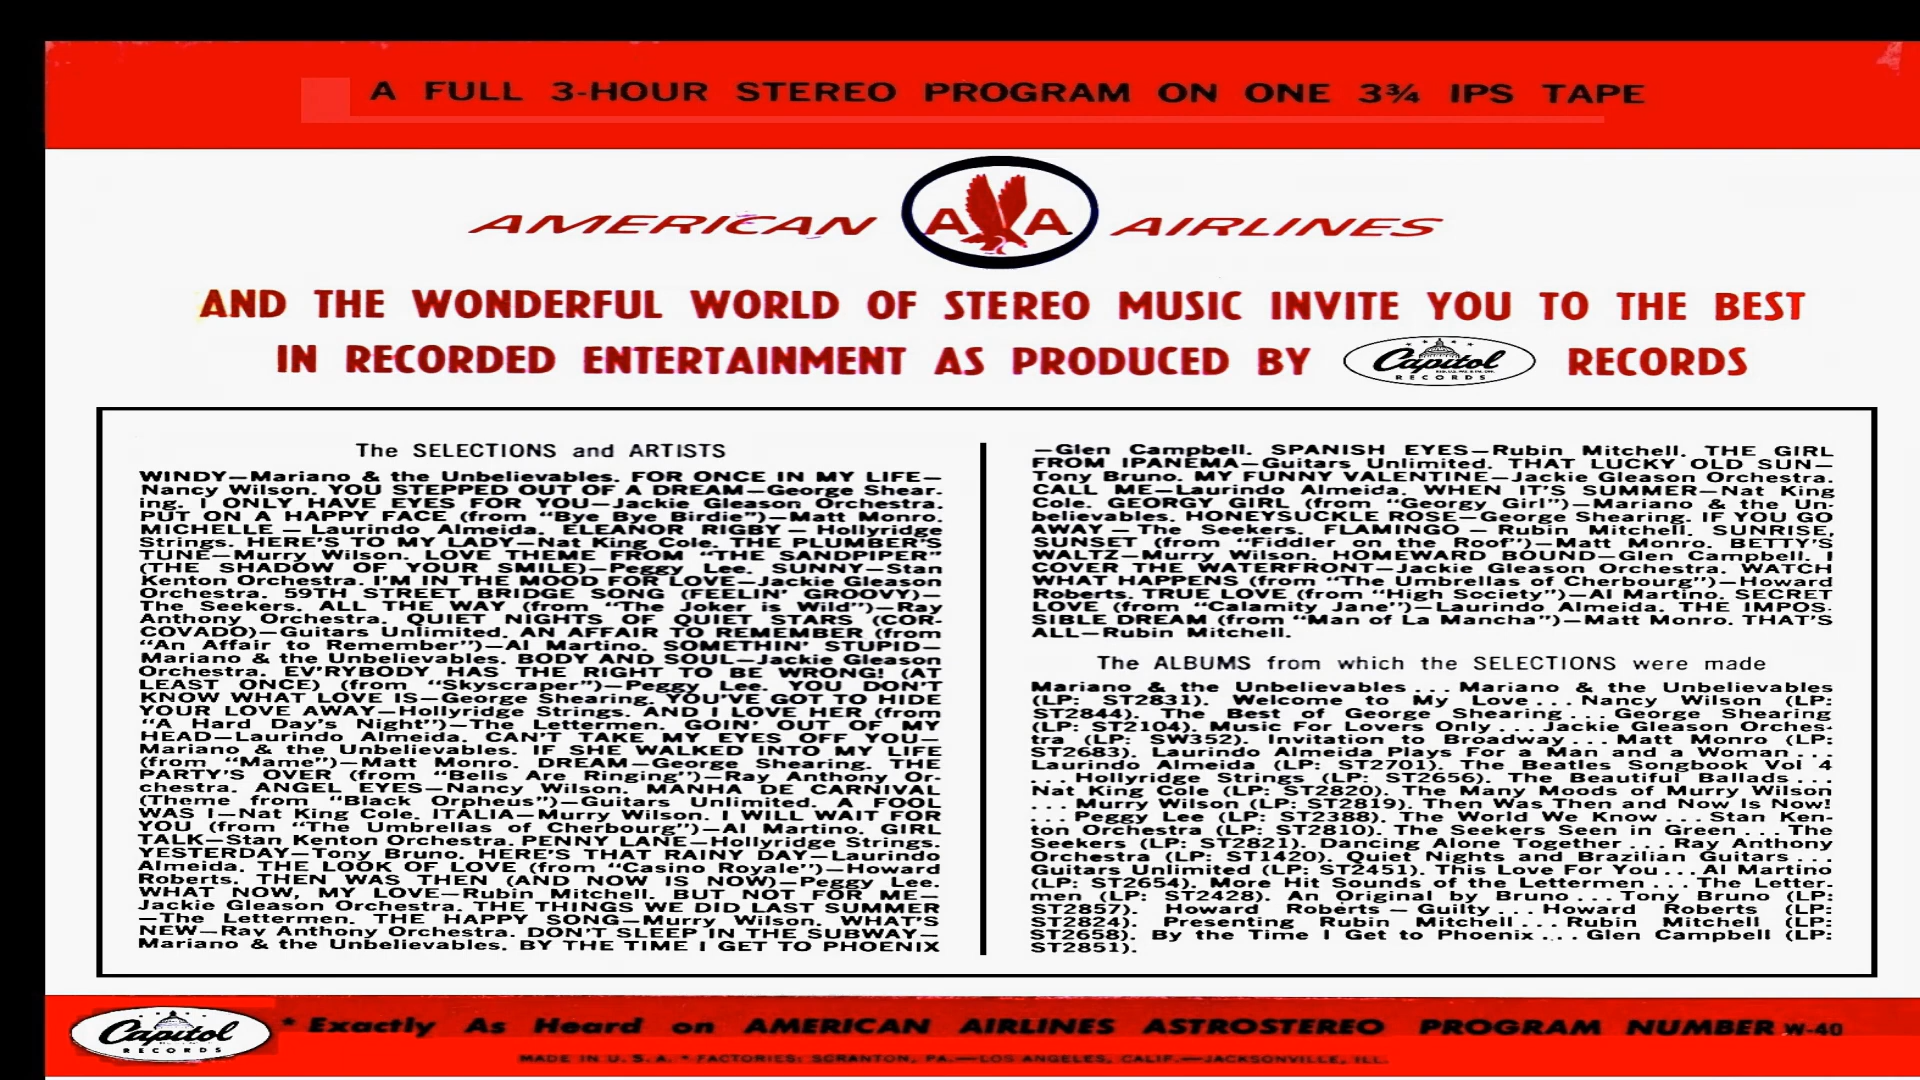 A FULL 3-HOUR STEREO PROGRAM ON ONE 3¾ IPS TAPE
AMERICAN AA AIRLINES
AND THE WONDERFUL WORLD OF STEREO MUSIC INVITE YOU TO THE BEST
IN RECORDED ENTERTAINMENT AS PRODUCED BY Capitol RECORDS RECORDS
The SELECTIONS and ARTISTS
WINDY—Mariano & the Unbelievables. FOR ONCE IN MY LIFE—
Nancy Wilson. YOU STEPPED OUT OF A DREAM—George Shear-
ing. I ONLY HAVE EYES FOR YOU—Jackie Gleason Orchestra.
PUT ON A HAPPY FACE (from "Bye Bye Birdie")—Matt Monro.
MICHELLE — Laurindo Almeida. ELEANOR RIGBY — Hollyridge
Strings. HERE'S TO MY LADY—Nat King Cole. THE PLUMBER'S
TUNE—Murry Wilson. LOVE THEME FROM "THE SANDPIPER"
(THE SHADOW OF YOUR SMILE)—Peggy Lee. SUNNY—Stan
Kenton Orchestra. I'M IN THE MOOD FOR LOVE—Jackie Gleason
Orchestra. 59TH STREET BRIDGE SONG (FEELIN' GROOVY)—
The Seekers. ALL THE WAY (from "The Joker is Wild")—Ray
Anthony Orchestra. QUIET NIGHTS OF QUIET STARS (COR-
COVADO)—Guitars Unlimited. AN AFFAIR TO REMEMBER (from
"An Affair to Remember")—Al Martino. SOMETHIN' STUPID—
Mariano & the Unbelievables. BODY AND SOUL—Jackie Gleason
Orchestra. EV'RYBODY HAS THE RIGHT TO BE WRONG! (AT
LEAST ONCE) (from "Skyscraper")—Peggy Lee. YOU DON'T
KNOW WHAT LOVE IS—George Shearing. YOU'VE GOT TO HIDE
YOUR LOVE AWAY—Hollyridge Strings. AND I LOVE HER (from
"A Hard Day's Night")—The Lettermen. GOIN' OUT OF MY
HEAD—Laurindo Almeida. CAN'T TAKE MY EYES OFF YOU—
Mariano & the Unbelievables. IF SHE WALKED INTO MY LIFE
(from "Mame")—Matt Monro. DREAM—George Shearing. THE
PARTY'S OVER (from "Bells Are Ringing")—Ray Anthony Or-
chestra. ANGEL EYES—Nancy Wilson. MANHA DE CARNIVAL
(Theme from "Black Orpheus")—Guitars Unlimited. A FOOL
WAS I—Nat King Cole. ITALIA—Murry Wilson. I WILL WAIT FOR
YOU (from "The Umbrellas of Cherbourg")—Al Martino. GIRL
TALK—Stan Kenton Orchestra. PENNY LANE—Hollyridge Strings.
YESTERDAY—Tony Bruno. HERE'S THAT RAINY DAY—Laurindo
Almeida. THE LOOK OF LOVE (from "Casino Royale")—Howard
Roberts. THEN WAS THEN (AND NOW IS NOW)—Peggy Lee.
WHAT NOW, MY LOVE—Rubin Mitchell. BUT NOT FOR ME—
Jackie Gleason Orchestra. THE THINGS WE DID LAST SUMMER
—The Lettermen. THE HAPPY SONG—Murry Wilson. WHAT'S
NEW—Ray Anthony Orchestra. DON'T SLEEP IN THE SUBWAY—
Mariano & the Unbelievables. BY THE TIME I GET TO PHOENIX
—Glen Campbell. SPANISH EYES—Rubin Mitchell. THE GIRL
FROM IPANEMA—Guitars Unlimited. THAT LUCKY OLD SUN—
Tony Bruno. MY FUNNY VALENTINE—Jackie Gleason Orchestra.
CALL ME—Laurindo Almeida. WHEN IT'S SUMMER—Nat King
Cole. GEORGY GIRL (from "Georgy Girl")—Mariano & the Un-
believables. HONEYSUCKLE ROSE—George Shearing. IF YOU GO
AWAY—The Seekers. FLAMINGO — Rubin Mitchell. SUNRISE,
SUNSET (from "Fiddler on the Roof")—Matt Monro. BETTY'S
WALTZ—Murry Wilson. HOMEWARD BOUND—Glen Campbell. I
COVER THE WATERFRONT—Jackie Gleason Orchestra. WATCH
WHAT HAPPENS (from "The Umbrellas of Cherbourg")—Howard
Roberts. TRUE LOVE (from "High Society")—Al Martino. SECRET
LOVE (from "Calamity Jane")—Laurindo Almeida. THE IMPOS-
SIBLE DREAM (from "Man of La Mancha")—Matt Monro. THAT'S
ALL—Rubin Mitchell.
The ALBUMS from which the SELECTIONS were made
Mariano & the Unbelievables ... Mariano & the Unbelievables
(LP: ST2831). Welcome to My Love ... Nancy Wilson (LP:
ST2844). The Best of George Shearing ... George Shearing
(LP: ST2104). Music For Lovers Only ... Jackie Gleason Orches-
tra (LP: SW352). Invitation to Broadway ... Matt Monro (LP:
ST2683). Laurindo Almeida Plays For a Man and a Woman ...
Laurindo Almeida (LP: ST2701). The Beatles Songbook Vol 4
... Hollyridge Strings (LP: ST2656). The Beautiful Ballads ...
Nat King Cole (LP: ST2820). The Many Moods of Murry Wilson
... Murry Wilson (LP: ST2819). Then Was Then and Now Is Now!
... Peggy Lee (LP: ST2388). The World We Know ... Stan Ken-
ton Orchestra (LP: ST2810). The Seekers Seen in Green ... The
Seekers (LP: ST2821). Dancing Alone Together ... Ray Anthony
Orchestra (LP: ST1420). Quiet Nights and Brazilian Guitars ...
Guitars Unlimited (LP: ST2451). This Love For You ... Al Martino
(LP: ST2654). More Hit Sounds of the Lettermen ... The Letter-
men (LP: ST2428). An Original by Bruno ... Tony Bruno (LP:
ST2857). Howard Roberts — Guilty ... Howard Roberts (LP:
ST2824). Presenting Rubin Mitchell ... Rubin Mitchell (LP:
ST2658). By the Time I Get to Phoenix ... Glen Campbell (LP:
ST2851).
Capitol RECORDS * Exactly As Heard on AMERICAN AIRLINES ASTROSTEREO PROGRAM NUMBER W-40
MADE IN U.S.A. * FACTORIES: SCRANTON, PA.—LOS ANGELES, CALIF.—JACKSONVILLE, ILL.